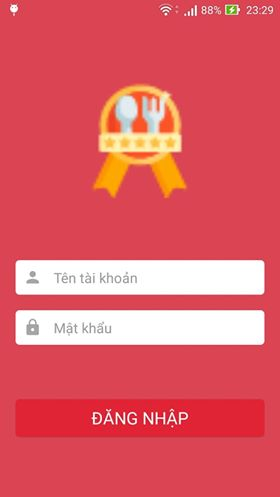 88% 23:29
Tên tài khoản
Mật khẩu
ĐĂNG NHẬP